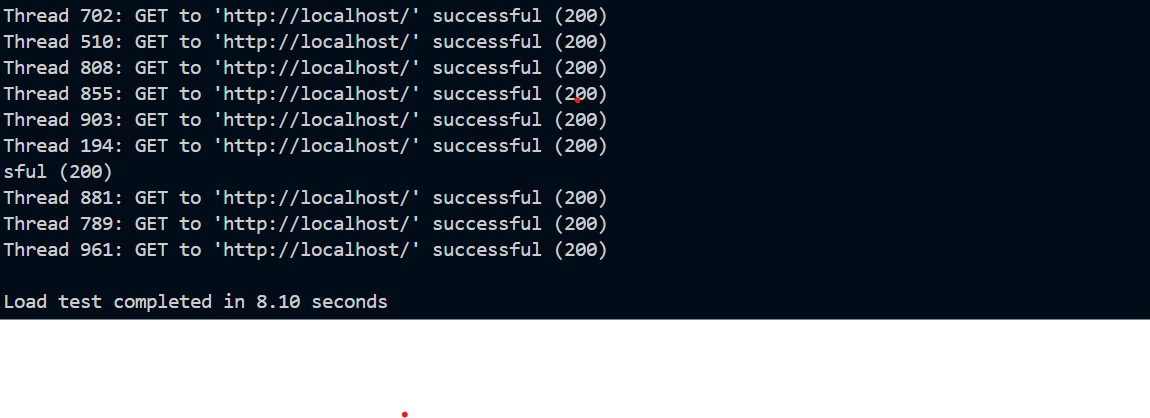 Thread 702: GET to 'http://localhost/' successful (200)
Thread 510: GET to 'http://localhost/' successful (200)
Thread 808: GET to 'http://localhost/' successful (200)
Thread 855: GET to 'http://localhost/' successful (200)
Thread 903: GET to 'http://localhost/' successful (200)
Thread 194: GET to 'http://localhost/' successful (200)
sful (200)
Thread 881: GET to 'http://localhost/' successful (200)
Thread 789: GET to 'http://localhost/' successful (200)
Thread 961: GET to 'http://localhost/' successful (200)
Load test completed in 8.10 seconds